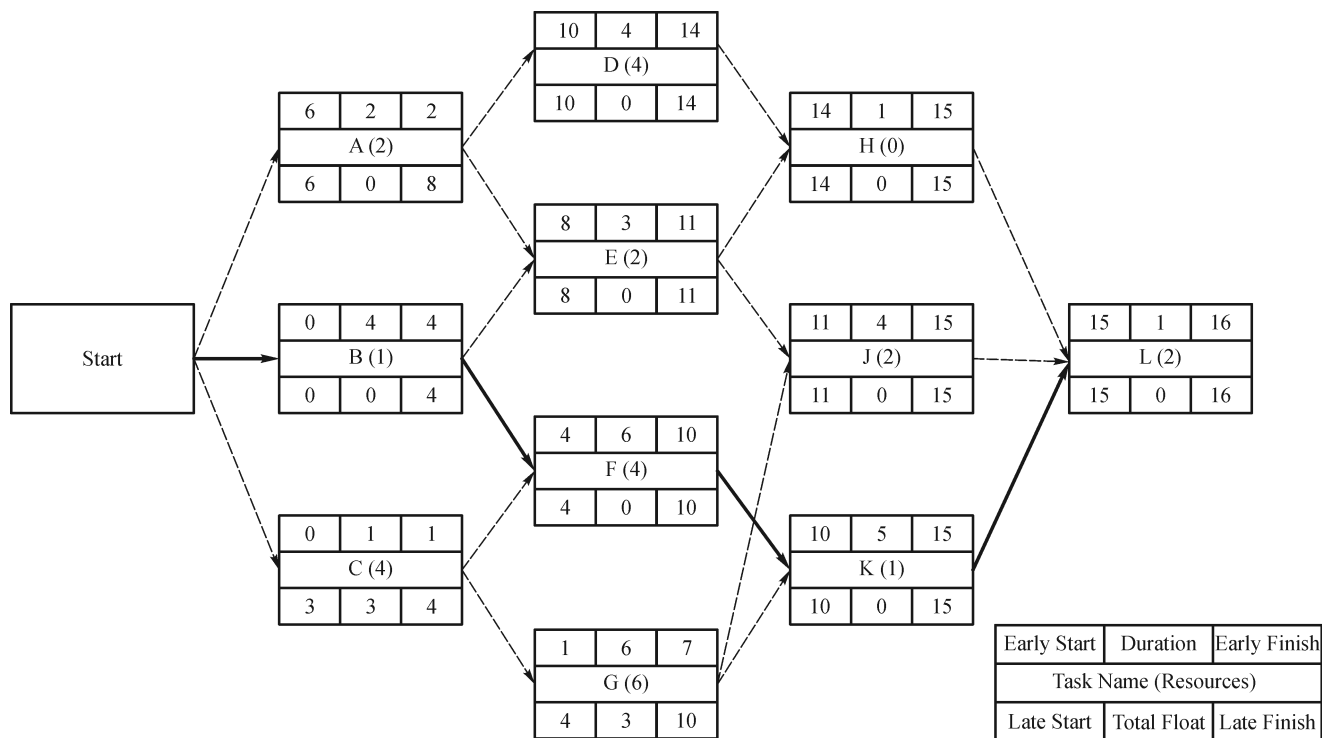 10 4 14
D (4)
10 0 14
6 2 2
A (2)
6 0 8
14 1 15
H (0)
14 0 15
8 3 11
E (2)
8 0 11
Start
0 4 4
B (1)
0 0 4
11 4 15
J (2)
11 0 15
15 1 16
L (2)
15 0 16
4 6 10
F (4)
4 0 10
0 1 1
C (4)
3 3 4
10 5 15
K (1)
10 0 15
1 6 7
G (6)
4 3 10
Early Start Duration Early Finish
Task Name (Resources)
Late Start Total Float Late Finish